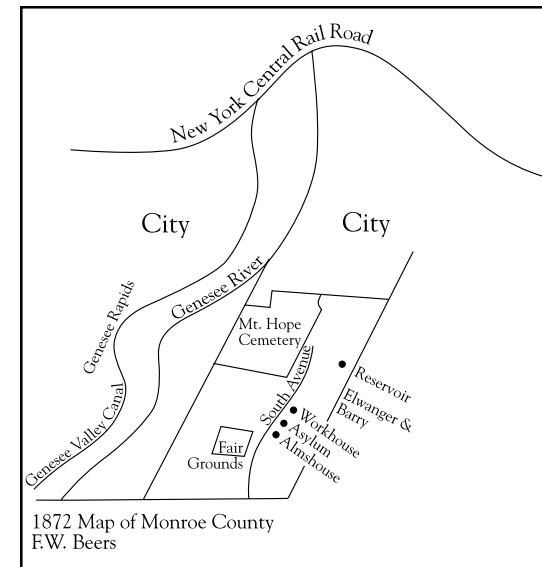 New York Central Rail Road
City
City
Genesee River
Genesee Rapids
Mt. Hope
Cemetery
South Avenue
Reservoir
Elwanger &
Barry
Genesee Valley Canal
Workhouse
Asylum
Almshouse
Fair
Grounds
1872 Map of Monroe County
F.W. Beers